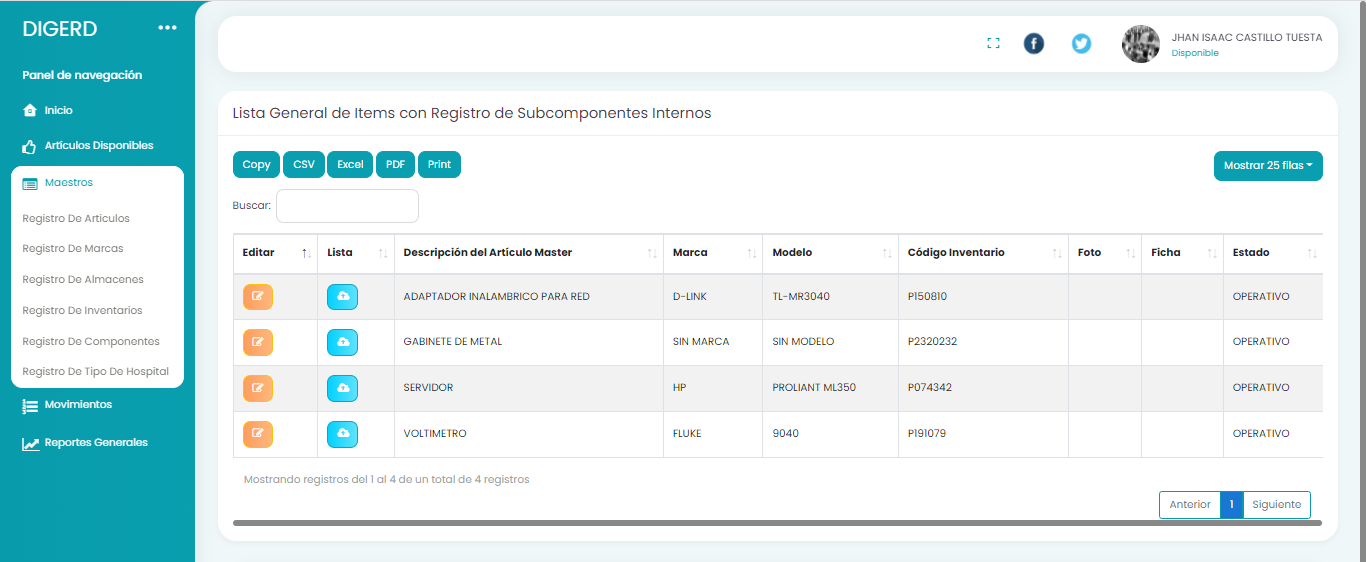 DIGERD
Panel de navegación
Inicio
Artículos Disponibles
Maestros
Registro De Articulos
Registro De Marcas
Registro De Almacenes
Registro De Inventarios
Registro De Componentes
Registro De Tipo De Hospital
Movimientos
Reportes Generales
JHAN ISAAC CASTILLO TUESTA
Disponible
Lista General de Items con Registro de Subcomponentes Internos
Copy CSV Excel PDF Print Mostrar 25 filas
Buscar:
Editar Lista Descripción del Artículo Master Marca Modelo Código Inventario Foto Ficha Estado
ADAPTADOR INALAMBRICO PARA RED D-LINK TL-MR3040 P150810 OPERATIVO
GABINETE DE METAL SIN MARCA SIN MODELO P2320232 OPERATIVO
SERVIDOR HP PROLIANT ML350 P074342 OPERATIVO
VOLTIMETRO FLUKE 9040 P191079 OPERATIVO
Mostrando registros del 1 al 4 de un total de 4 registros
Anterior 1 Siguiente